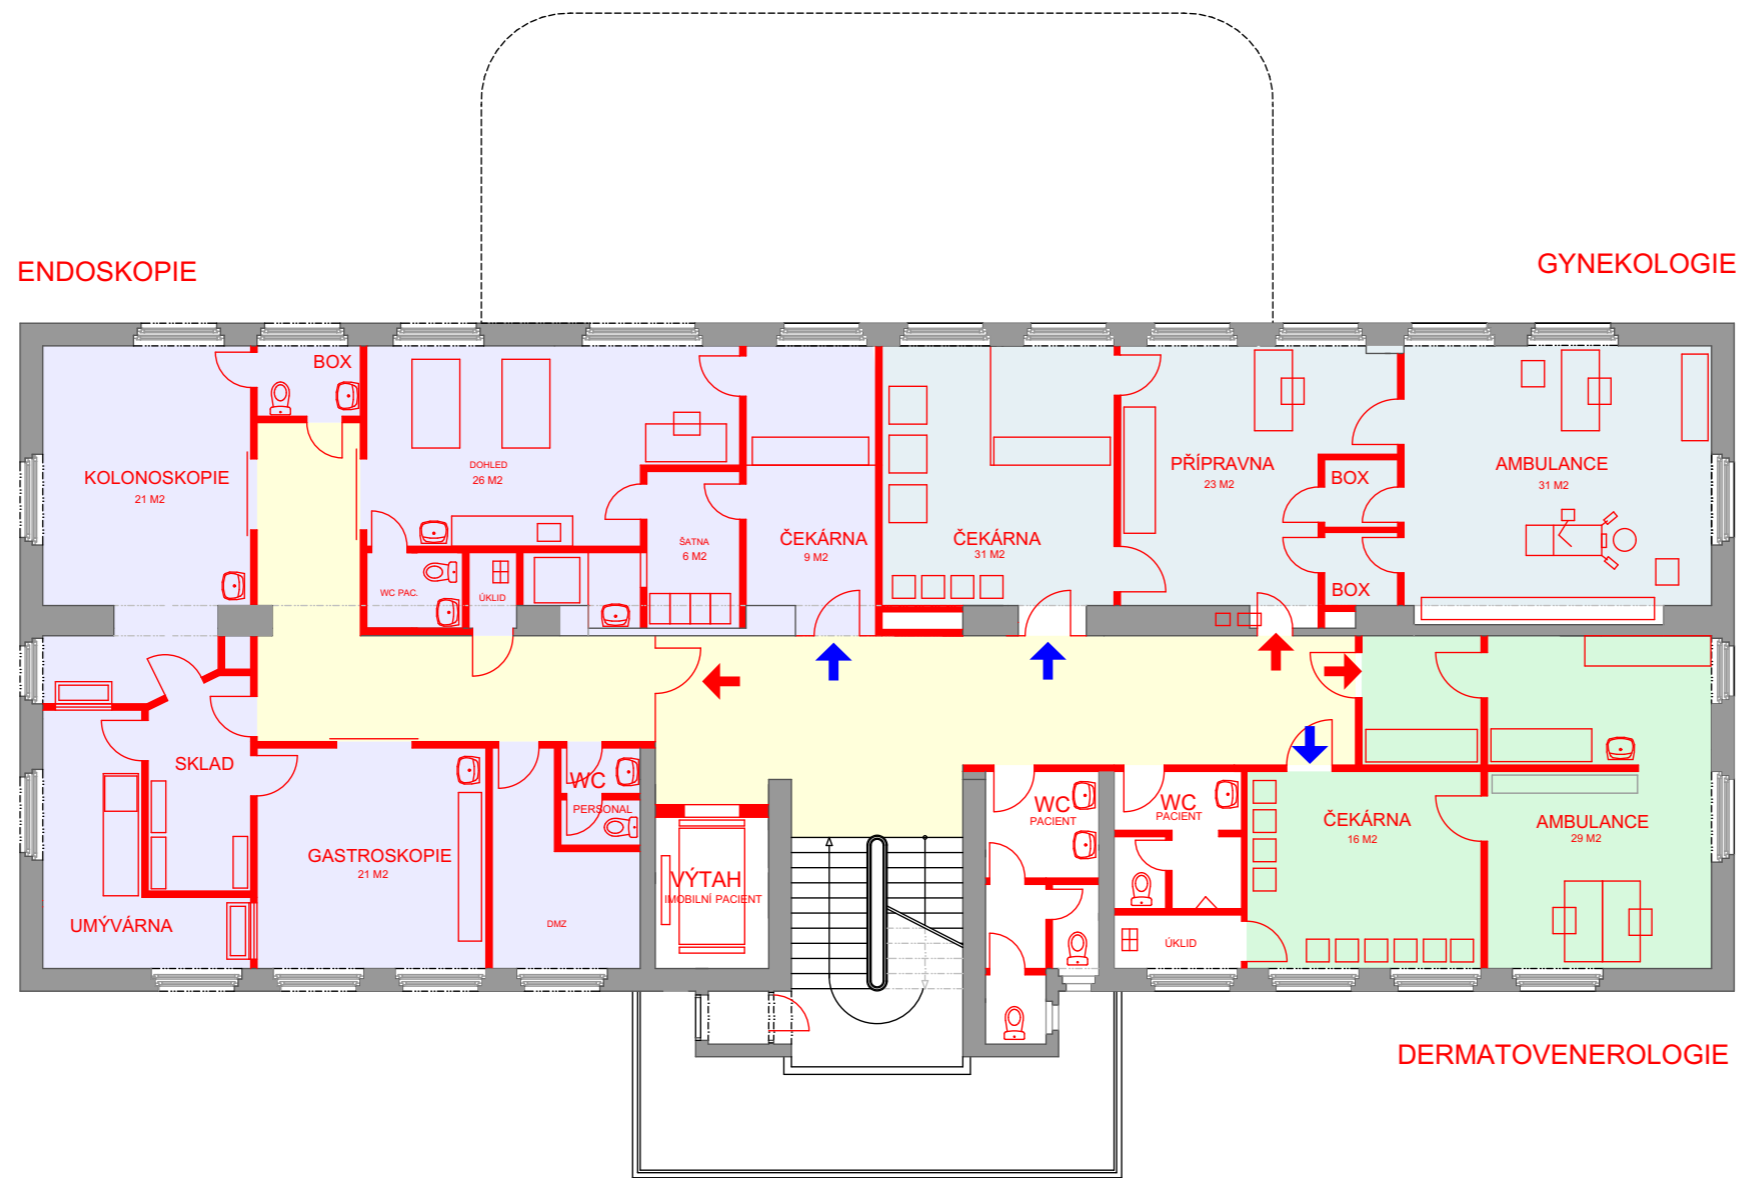 ENDOSKOPIE
GYNEKOLOGIE
BOX
KOLONOSKOPIE
21 M2
DOHLED
26 M2
ŠATNA
6 M2
ČEKÁRNA
9 M2
ČEKÁRNA
31 M2
PŘÍPRAVNA
23 M2
BOX
BOX
AMBULANCE
31 M2
WC PAC.
ÚKLID
SKLAD
UMÝVÁRNA
GASTROSKOPIE
21 M2
WC
PERSONAL
DMZ
VÝTAH
IMOBILNÍ PACIENT
WC
PACIENT
WC
PACIENT
ÚKLID
ČEKÁRNA
16 M2
AMBULANCE
29 M2
DERMATOVENEROLOGIE